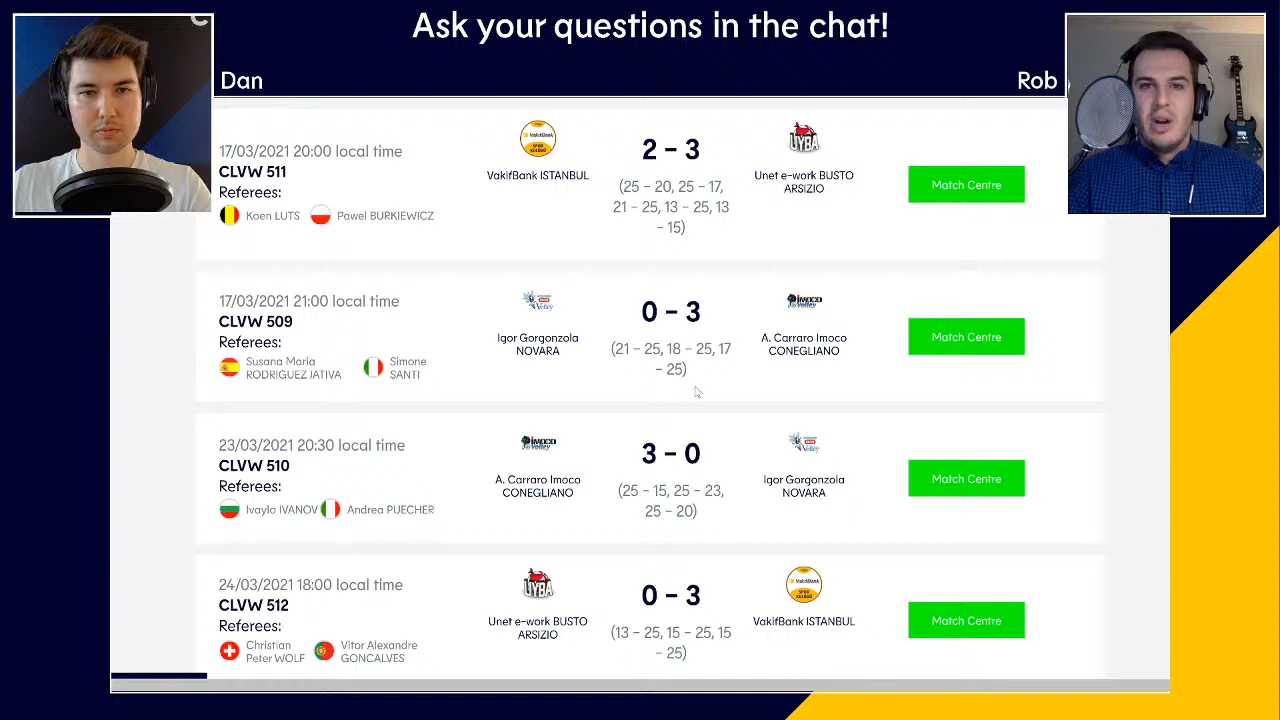 Ask your questions in the chat!
Dan
Rob
17/03/2021 20:00 local time
CLVW 511
Referees:
Koen LUTS
Pawel BURKIEWICZ
VakifBank ISTANBUL
2 - 3
(25 - 20, 25 - 17,
21 - 25, 13 - 25, 13
- 15)
UYBA
Unet e-work BUSTO
ARSIZIO
Match Centre
17/03/2021 21:00 local time
CLVW 509
Referees:
Susana Maria
RODRIGUEZ JATIVA
Simone
SANTI
Igor Gorgonzola
NOVARA
0 - 3
(21 - 25, 18 - 25, 17
- 25)
A. Carraro Imoco
CONEGLIANO
Match Centre
23/03/2021 20:30 local time
CLVW 510
Referees:
Ivaylo IVANOV
Andrea PUECHER
A. Carraro Imoco
CONEGLIANO
3 - 0
(25 - 15, 25 - 23,
25 - 20)
Igor Gorgonzola
NOVARA
Match Centre
24/03/2021 18:00 local time
CLVW 512
Referees:
Christian
Peter WOLF
Vitor Alexandre
GONCALVES
UYBA
Unet e-work BUSTO
ARSIZIO
0 - 3
(13 - 25, 15 - 25, 15
- 25)
VakifBank ISTANBUL
Match Centre